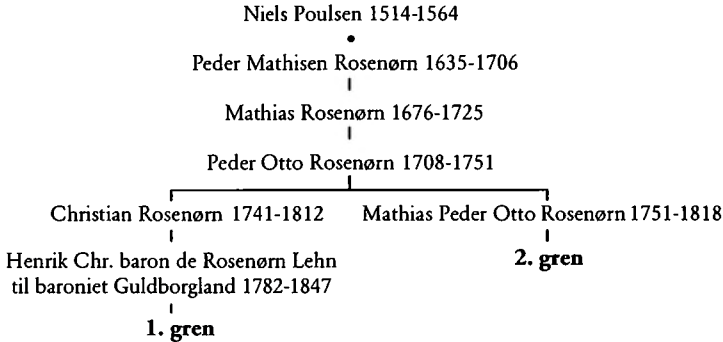 Niels Poulsen 1514-1564
Peder Mathisen Rosenørn 1635-1706
Mathias Rosenørn 1676-1725
Peder Otto Rosenørn 1708-1751
Christian Rosenørn 1741-1812
Mathias Peder Otto Rosenørn 1751-1818
Henrik Chr. baron de Rosenørn Lehn
til baroniet Guldborgland 1782-1847
2. gren
1. gren